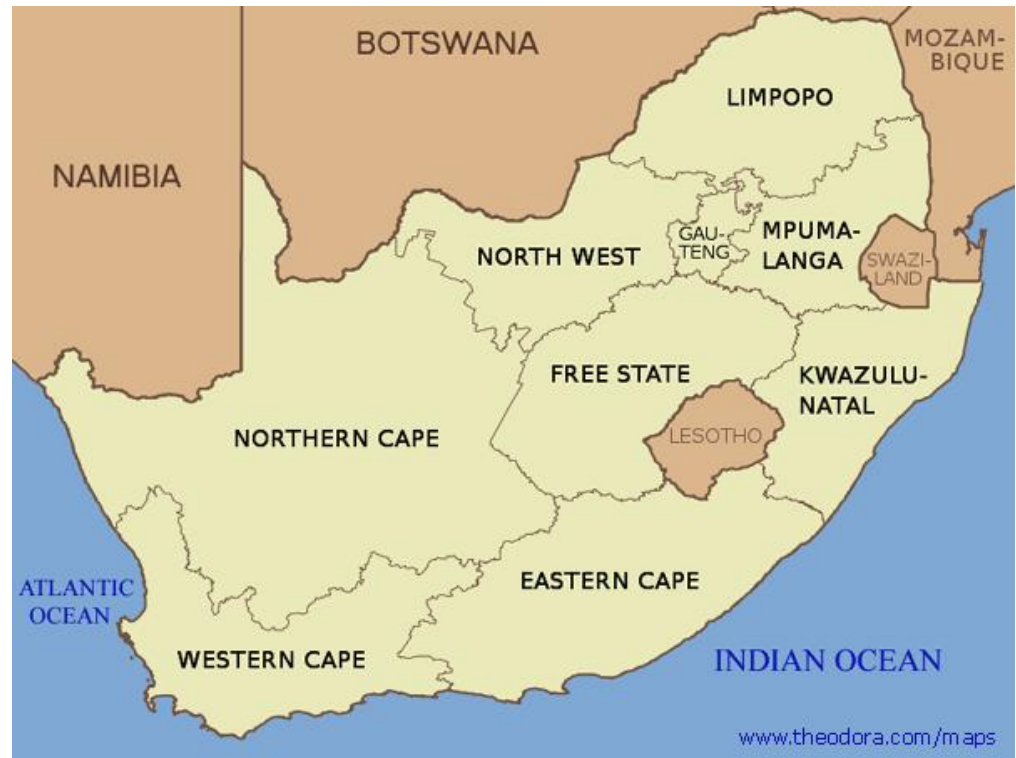 BOTSWANA
MOZAM-
BIQUE
LIMPOPO
NAMIBIA
NORTH WEST
GAU-
TENG
MPUMA-
LANGA
SWAZI-
LAND
FREE STATE
KWAZULU-
NATAL
NORTHERN CAPE
LESOTHO
ATLANTIC
OCEAN
EASTERN CAPE
WESTERN CAPE
INDIAN OCEAN
www.theodora.com/maps